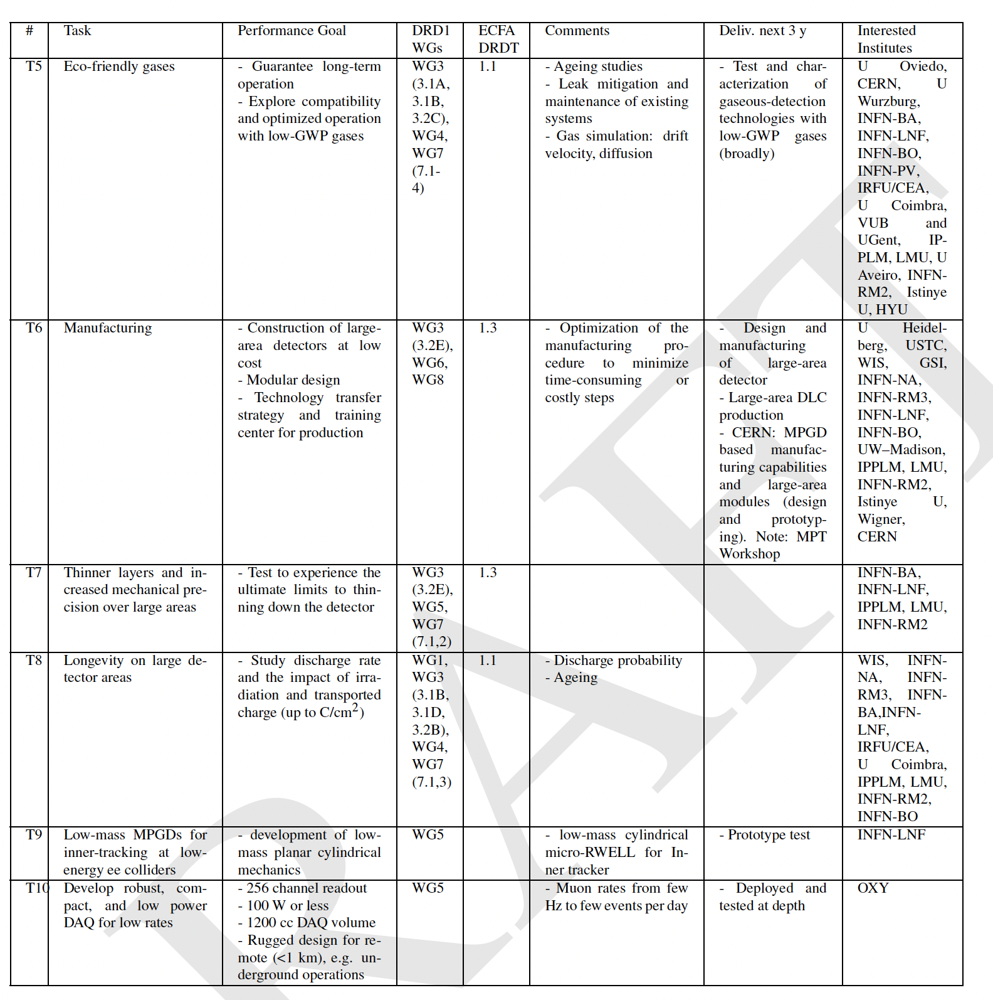 # Task Performance Goal DRD1 WGs ECFA DRDT Comments Deliv. next 3 y Interested Institutes
T5
Eco-friendly gases
- Guarantee long-term
operation
- Explore compatibility
and optimized operation
with low-GWP gases
WG3
(3.1A,
3.1B,
3.2C),
WG4,
WG7
(7.1-
4)
1.1
- Ageing studies
- Leak mitigation and
maintenance of existing
systems
- Gas simulation: drift
velocity, diffusion
- Test and char-
acterization of
gaseous-detection
technologies with
low-GWP gases
(broadly)
U Oviedo,
CERN, U
Wurzburg,
INFN-BA,
INFN-LNF,
INFN-BO,
INFN-PV,
IRFU/CEA,
U Coimbra,
VUB and
UGent, IP-
PLM, LMU, U
Aveiro, INFN-
RM2, Istinye
U, HYU
T6
Manufacturing
- Construction of large-
area detectors at low
cost
- Modular design
- Technology transfer
strategy and training
center for production
WG3
(3.2E),
WG6,
WG8
1.3
- Optimization of the
manufacturing pro-
cedure to minimize
time-consuming or
costly steps
- Design and
manufacturing
of large-area
detector
- Large-area DLC
production
- CERN: MPGD
based manufac-
turing capabilities
and large-area
modules (design
and prototyp-
ing). Note: MPT
Workshop
U Heidel-
berg, USTC,
WIS, GSI,
INFN-NA,
INFN-RM3,
INFN-LNF,
INFN-BO,
UW–Madison,
IPPLM, LMU,
INFN-RM2,
Istinye U,
Wigner,
CERN
T7
Thinner layers and in-
creased mechanical pre-
cision over large areas
- Test to experience the
ultimate limits to thin-
ning down the detector
WG3
(3.2E),
WG5,
WG7
(7.1,2)
1.3
INFN-BA,
INFN-LNF,
IPPLM, LMU,
INFN-RM2
T8
Longevity on large de-
tector areas
- Study discharge rate
and the impact of irra-
diation and transported
charge (up to C/cm²)
WG1,
WG3
(3.1B,
3.1D,
3.2B),
WG4,
WG7
(7.1,3)
1.1
- Discharge probability
- Ageing
WIS, INFN-
NA, INFN-
RM3, INFN-
BA,INFN-
LNF,
IRFU/CEA,
U Coimbra,
IPPLM, LMU,
INFN-RM2,
INFN-BO
T9
Low-mass MPGDs for
inner-tracking at low-
energy ee colliders
- development of low-
mass planar cylindrical
mechanics
WG5
- low-mass cylindrical
micro-RWELL for In-
ner tracker
- Prototype test
INFN-LNF
T10
Develop robust, com-
pact, and low power
DAQ for low rates
- 256 channel readout
- 100 W or less
- 1200 cc DAQ volume
- Rugged design for re-
mote (<1 km), e.g. un-
derground operations
WG5
- Muon rates from few
Hz to few events per day
- Deployed and
tested at depth
OXY